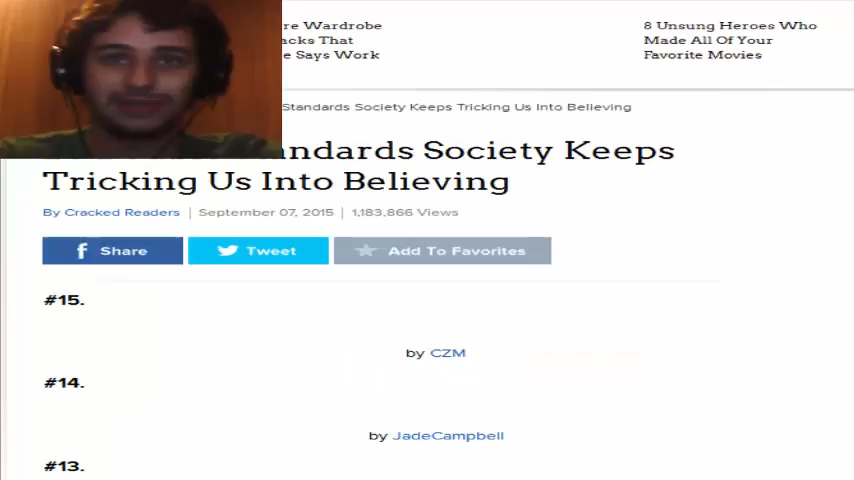 re Wardrobe
acks That
e Says Work
8 Unsung Heroes Who
Made All Of Your
Favorite Movies
Standards Society Keeps Tricking Us Into Believing
ndards Society Keeps
Tricking Us Into Believing
By Cracked Readers | September 07, 2015 | 1,183,866 Views
f Share
Tweet
Add To Favorites
#15.
by CZM
#14.
by JadeCampbell
#13.